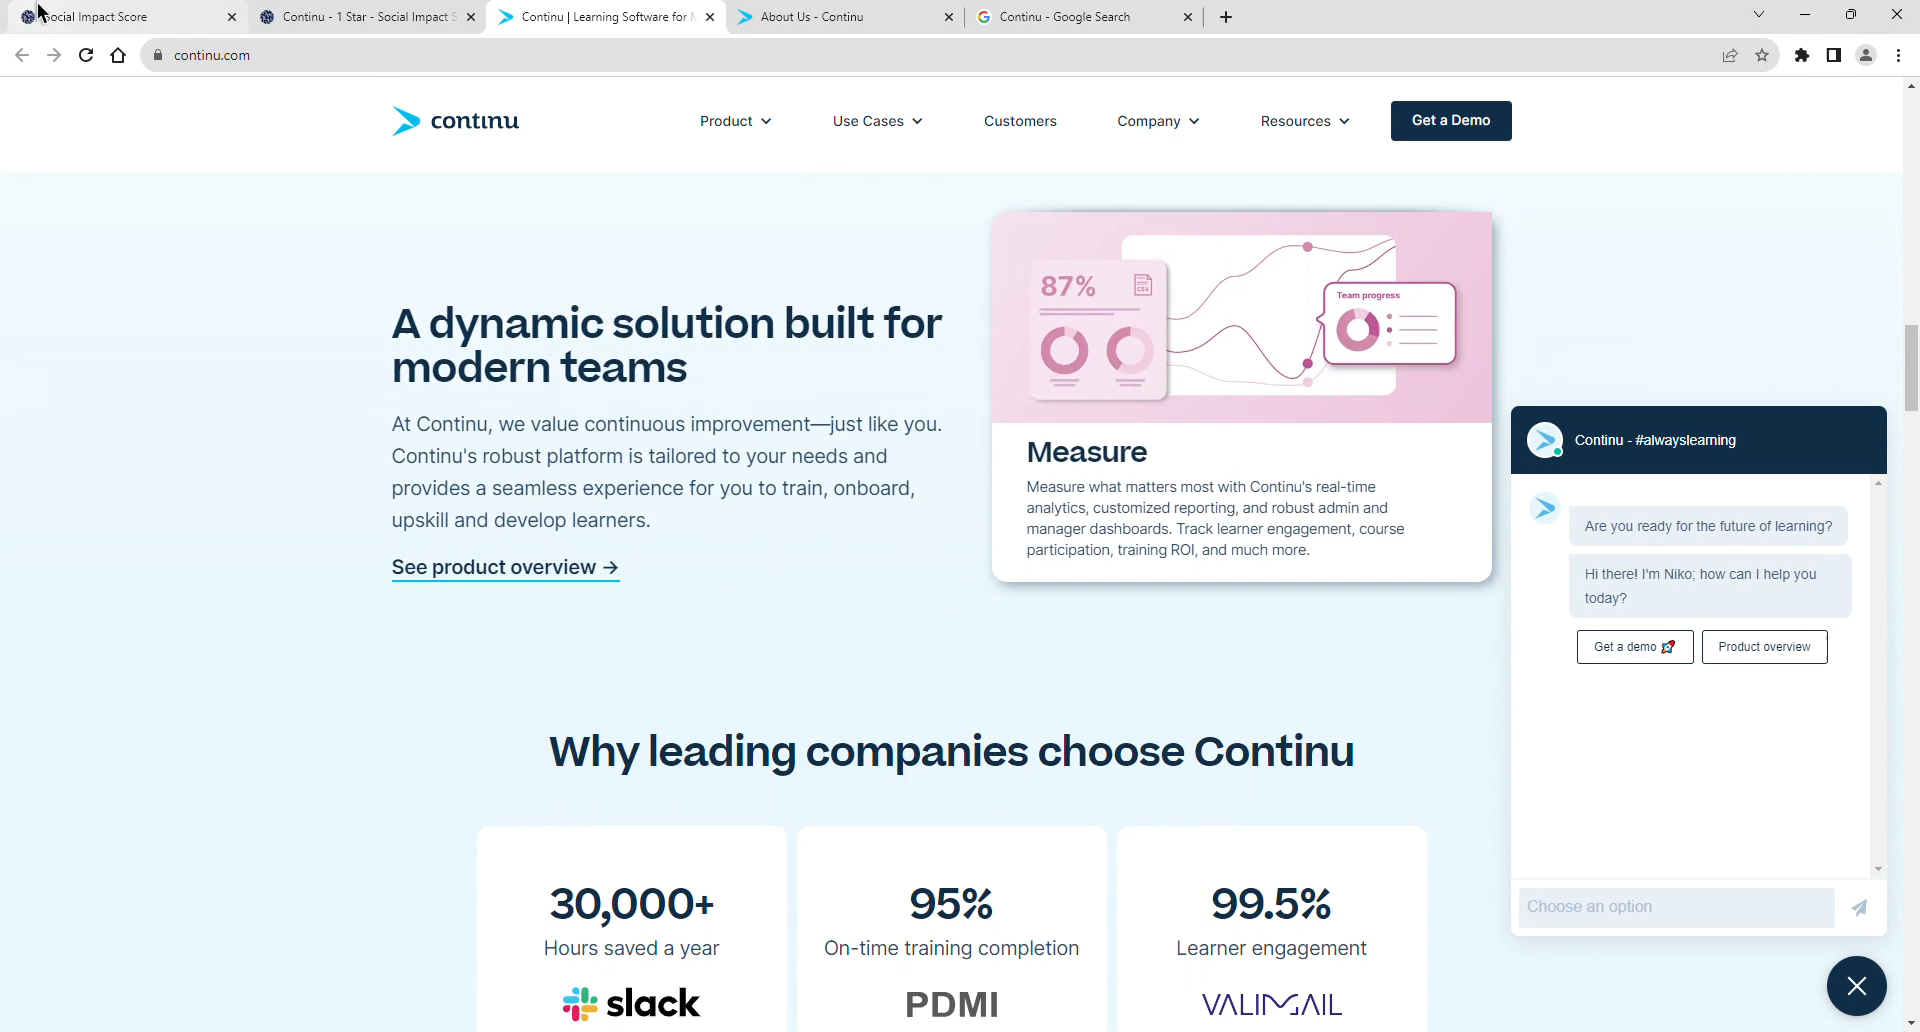 Social Impact Score
Continu - 1 Star - Social Impact S
Continu | Learning Software for M
About Us - Continu
Continu - Google Search
continu.com
continu
Product
Use Cases
Customers
Company
Resources
Get a Demo
A dynamic solution built for
modern teams
At Continu, we value continuous improvement—just like you.
Continu's robust platform is tailored to your needs and
provides a seamless experience for you to train, onboard,
upskill and develop learners.
See product overview →
87%
CSV
Team progress
Measure
Measure what matters most with Continu's real-time
analytics, customized reporting, and robust admin and
manager dashboards. Track learner engagement, course
participation, training ROI, and much more.
Continu - #alwayslearning
Are you ready for the future of learning?
Hi there! I'm Niko; how can I help you
today?
Get a demo 🚀
Product overview
Choose an option
Why leading companies choose Continu
30,000+
Hours saved a year
slack
95%
On-time training completion
PDMI
99.5%
Learner engagement
VALIMAIL